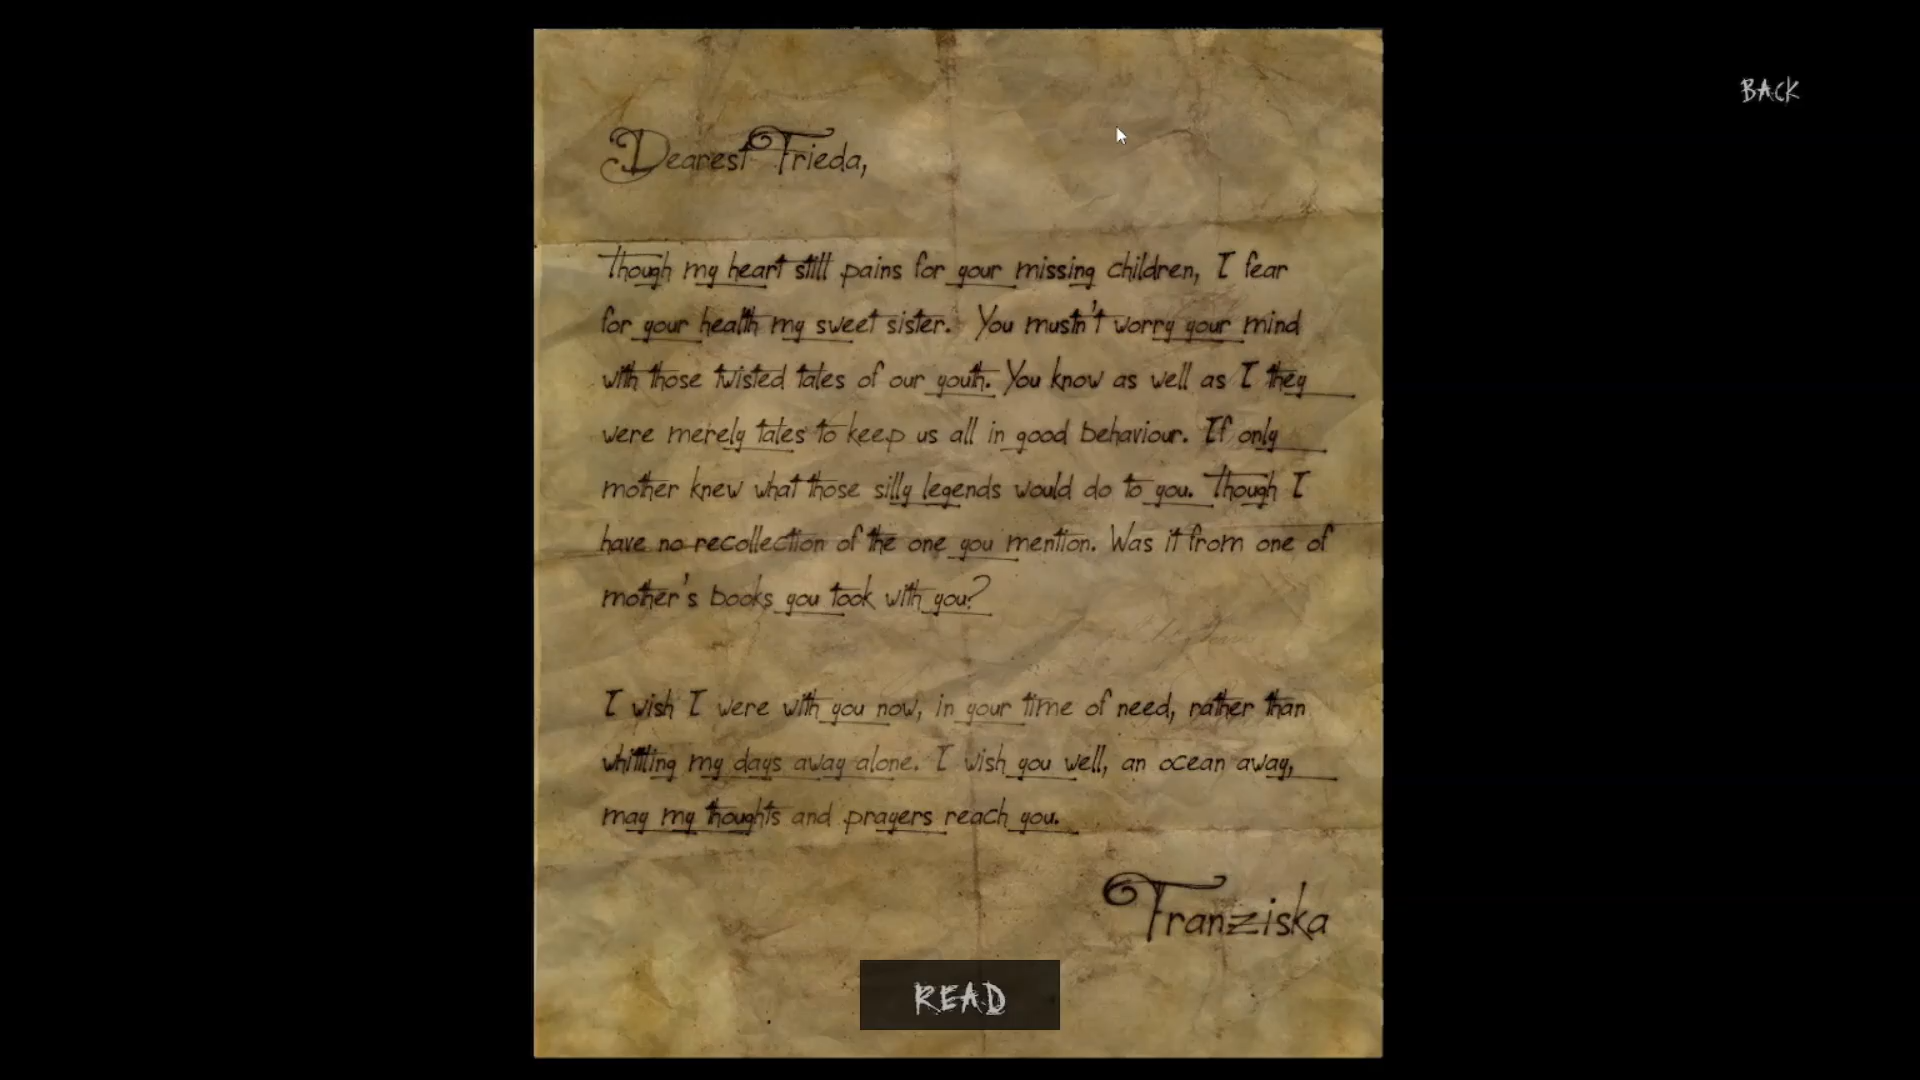 BACK
Dearest Frieda,
Though my heart still pains for your missing children, I fear
for your health my sweet sister. You mustn't worry your mind
with those twisted tales of our youth. You know as well as I they
were merely tales to keep us all in good behaviour. If only
mother knew what those silly legends would do to you. Though I
have no recollection of the one you mention. Was it from one of
mother's books you took with you?
I wish I were with you now, in your time of need, rather than
whittling my days away alone. I wish you well, an ocean away,
may my thoughts and prayers reach you.
Franziska
READ